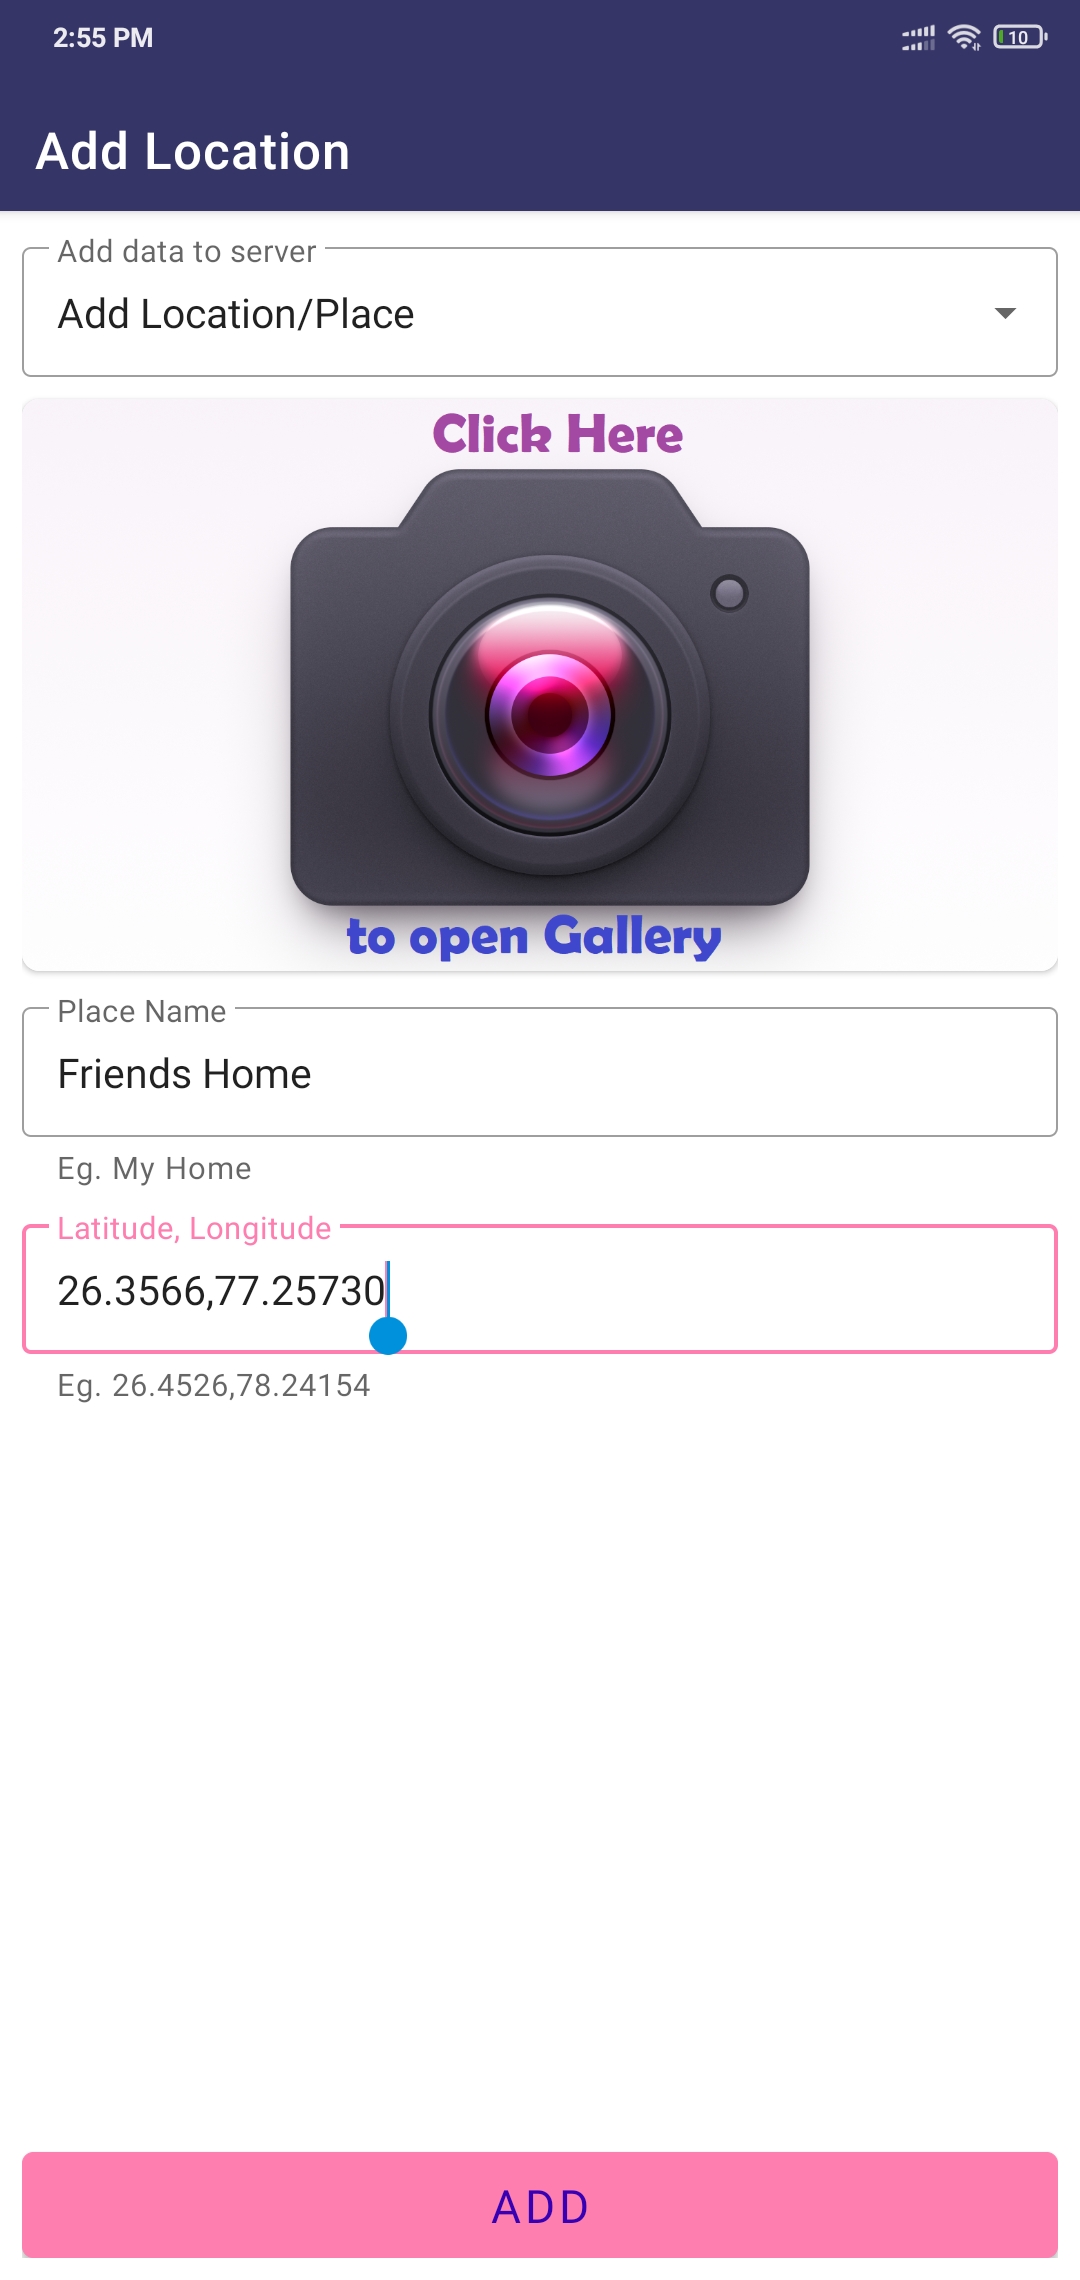 2:55 PM
10
Add Location
Add data to server
Add Location/Place
Click Here
to open Gallery
Place Name
Friends Home
Eg. My Home
Latitude, Longitude
26.3566,77.25730
Eg. 26.4526,78.24154
ADD